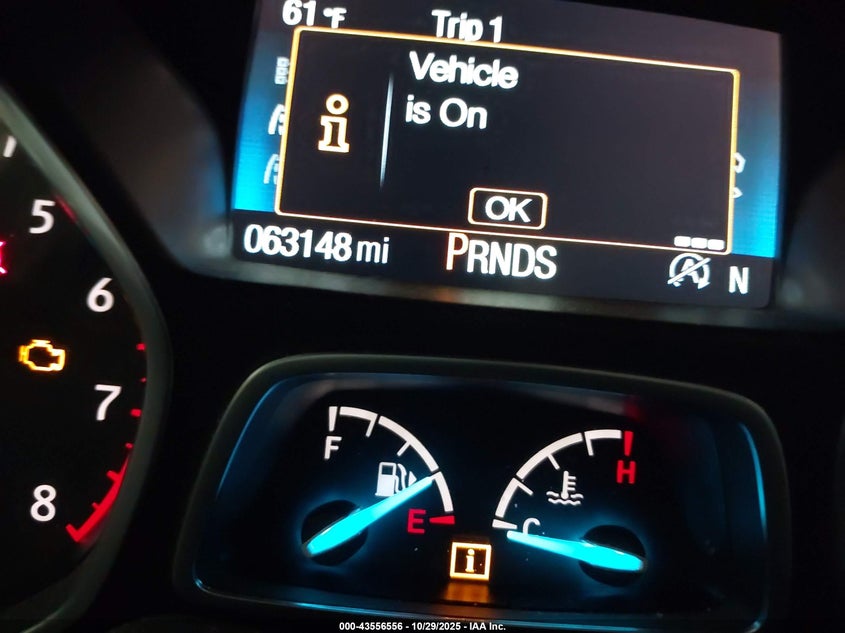 61°F
Trip 1
Vehicle
is On
i
OK
063148 mi
PRNDS
A
N
5
6
7
8
F
E
H
C
i
000-43556556 - 10/29/2025 - IAA Inc.